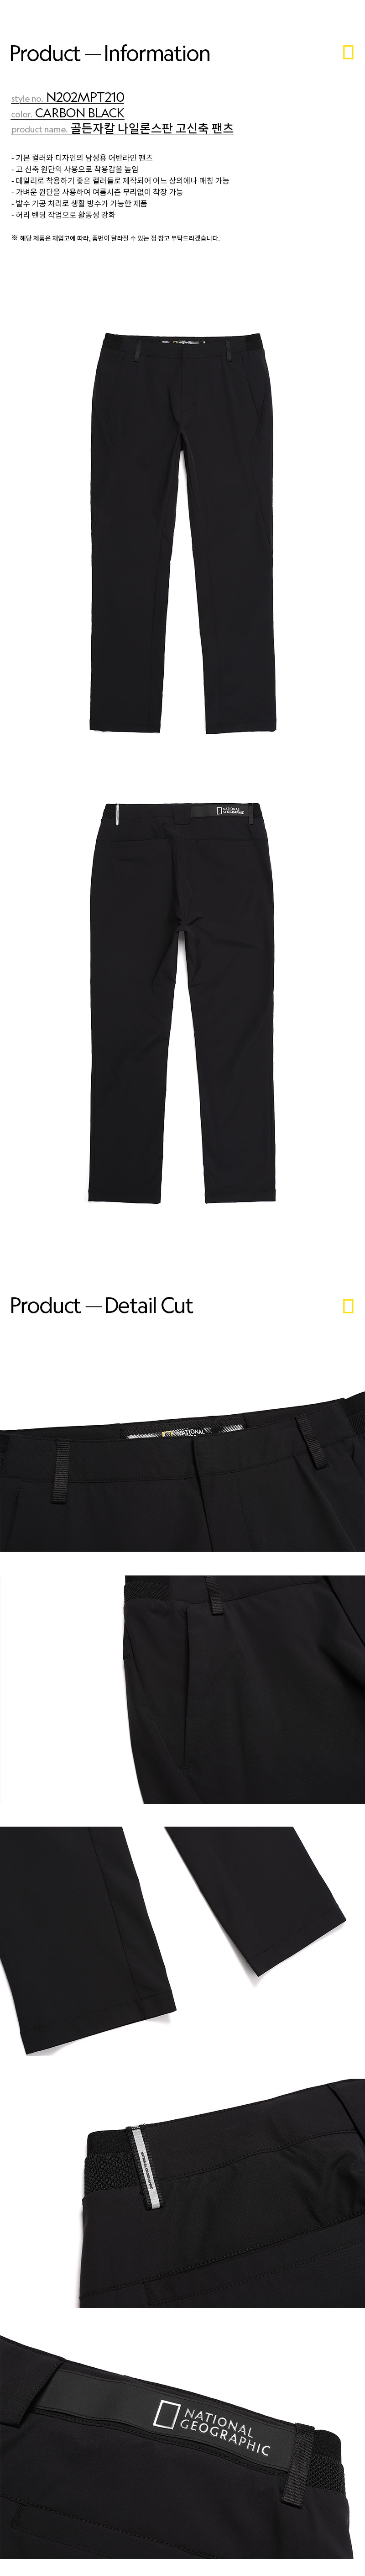 Product — Information
style no. N202MPT210
color. CARBON BLACK
product name. 골든자칼 나일론스판 고신축 팬츠
- 기본 컬러와 디자인의 남성용 어반라인 팬츠
- 고 신축 원단의 사용으로 착용감을 높임
- 데일리로 착용하기 좋은 컬러들로 제작되어 어느 상의에나 매칭 가능
- 가벼운 원단을 사용하여 여름시즌 무리없이 착장 가능
- 발수 가공 처리로 생활 방수가 가능한 제품
- 허리 밴딩 작업으로 활동성 강화
※ 해당 제품은 재입고에 따라, 품번이 달라질 수 있는 점 참고 부탁드리겠습니다.
NATIONAL
GEOGRAPHIC
Product — Detail Cut
NATIONAL
NATIONAL
GEOGRAPHIC